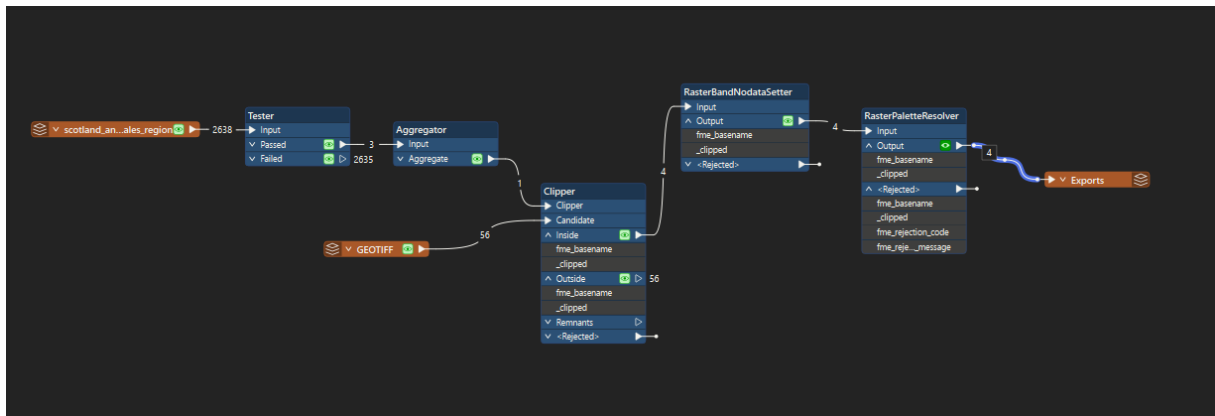 scotland_an...ales_region
2638
Tester
Input
Passed
Failed
3
2635
Aggregator
Input
Aggregate
1
GEOTIFF
56
Clipper
Clipper
Candidate
Inside
fme_basename
_clipped
Outside
fme_basename
_clipped
Remnants
<Rejected>
56
4
RasterBandNodataSetter
Input
Output
fme_basename
_clipped
<Rejected>
4
RasterPaletteResolver
Input
Output
fme_basename
_clipped
<Rejected>
fme_basename
_clipped
fme_rejection_code
fme_reje..._message
4
Exports